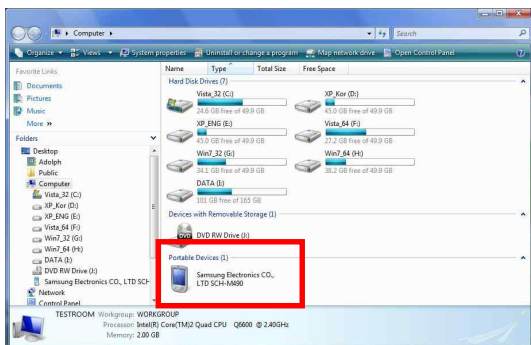 Computer
Search
Organize Views System properties Uninstall or change a program Map network drive Open Control Panel
Favorite Links
Documents
Pictures
Music
More »
Folders
Desktop
Adolph
Public
Computer
Vista_32 (C:)
XP_Kor (D:)
XP_ENG (E:)
Vista_64 (F:)
Win7_32 (G:)
Win7_64 (H:)
DATA (I:)
DVD RW Drive (J:)
Samsung Electronics CO., LTD SCH
Network
Control Panel
Name Type Total Size Free Space
Hard Disk Drives (7)
Vista_32 (C:) XP_Kor (D:)
24.6 GB free of 49.9 GB 45.0 GB free of 49.9 GB
XP_ENG (E:) Vista_64 (F:)
45.0 GB free of 49.9 GB 27.2 GB free of 49.9 GB
Win7_32 (G:) Win7_64 (H:)
34.1 GB free of 49.9 GB 38.2 GB free of 49.9 GB
DATA (I:)
101 GB free of 165 GB
Devices with Removable Storage (1)
DVD RW Drive (J:)
Portable Devices (1)
Samsung Electronics CO.,
LTD SCH-M490
TESTROOM Workgroup: WORKGROUP
Processor: Intel(R) Core(TM)2 Quad CPU Q6600 @ 2.40GHz
Memory: 2.00 GB